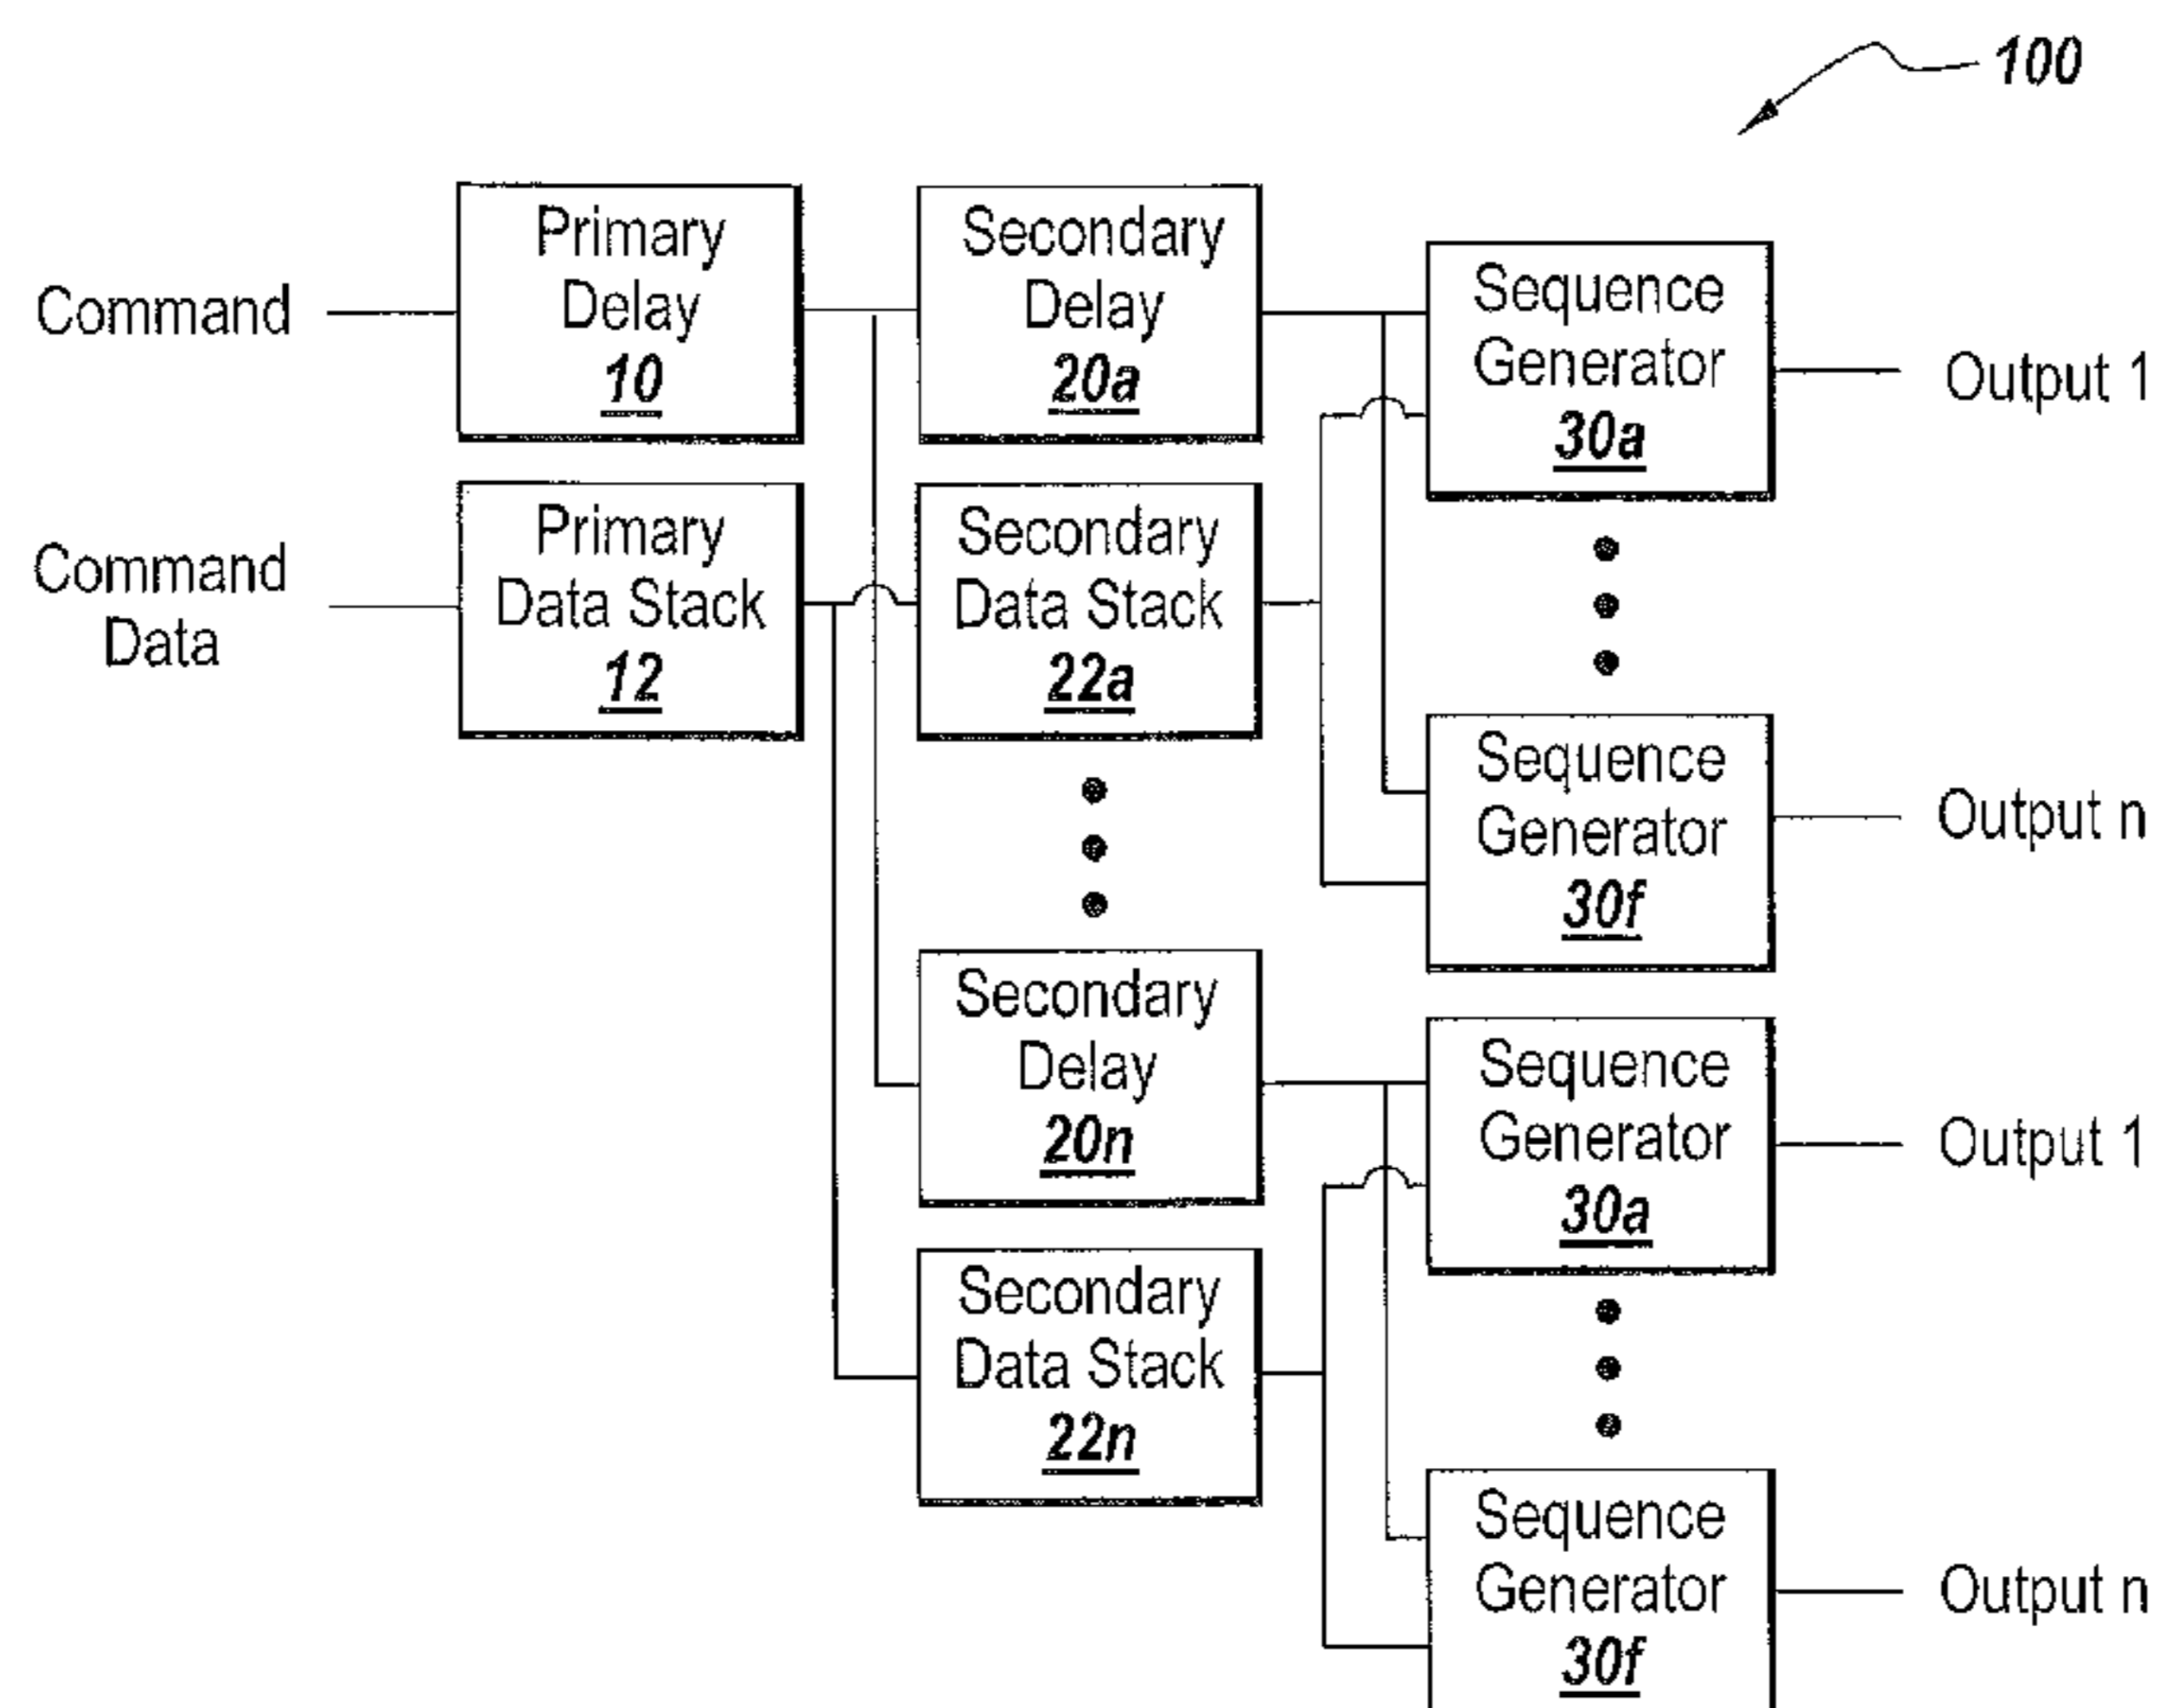 100
Command
Primary
Delay
10
Secondary
Delay
20a
Sequence
Generator
30a
Output 1
Command
Data
Primary
Data Stack
12
Secondary
Data Stack
22a
Sequence
Generator
30f
Output n
Secondary
Delay
20n
Sequence
Generator
30a
Output 1
Secondary
Data Stack
22n
Sequence
Generator
30f
Output n